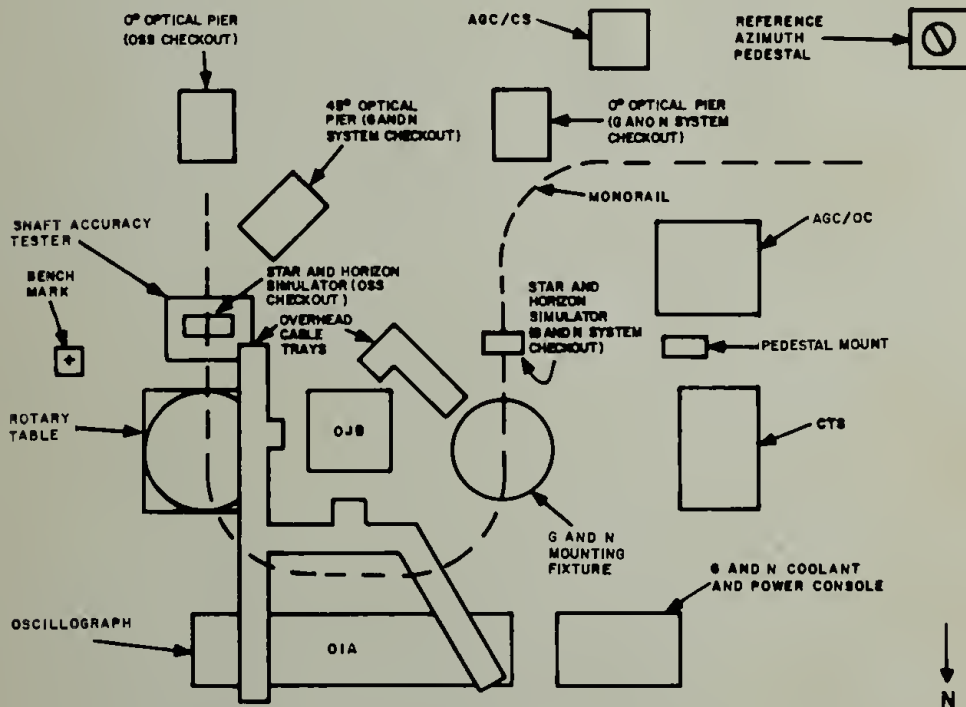 0° OPTICAL PIER
(OSS CHECKOUT)
AGC/CS
REFERENCE
AZIMUTH
PEDESTAL
45° OPTICAL
PIER (G AND N
SYSTEM CHECKOUT)
0° OPTICAL PIER
(G AND N SYSTEM
CHECKOUT)
MONORAIL
SHAFT ACCURACY
TESTER
AGC/OC
BENCH
MARK
STAR AND HORIZON
SIMULATOR (OSS
CHECKOUT)
OVERHEAD
CABLE
TRAYS
STAR AND
HORIZON
SIMULATOR
(G AND N SYSTEM
CHECKOUT)
PEDESTAL MOUNT
ROTARY
TABLE
OJB
CTS
G AND N
MOUNTING
FIXTURE
G AND N COOLANT
AND POWER CONSOLE
OSCILLOGRAPH
OIA
N